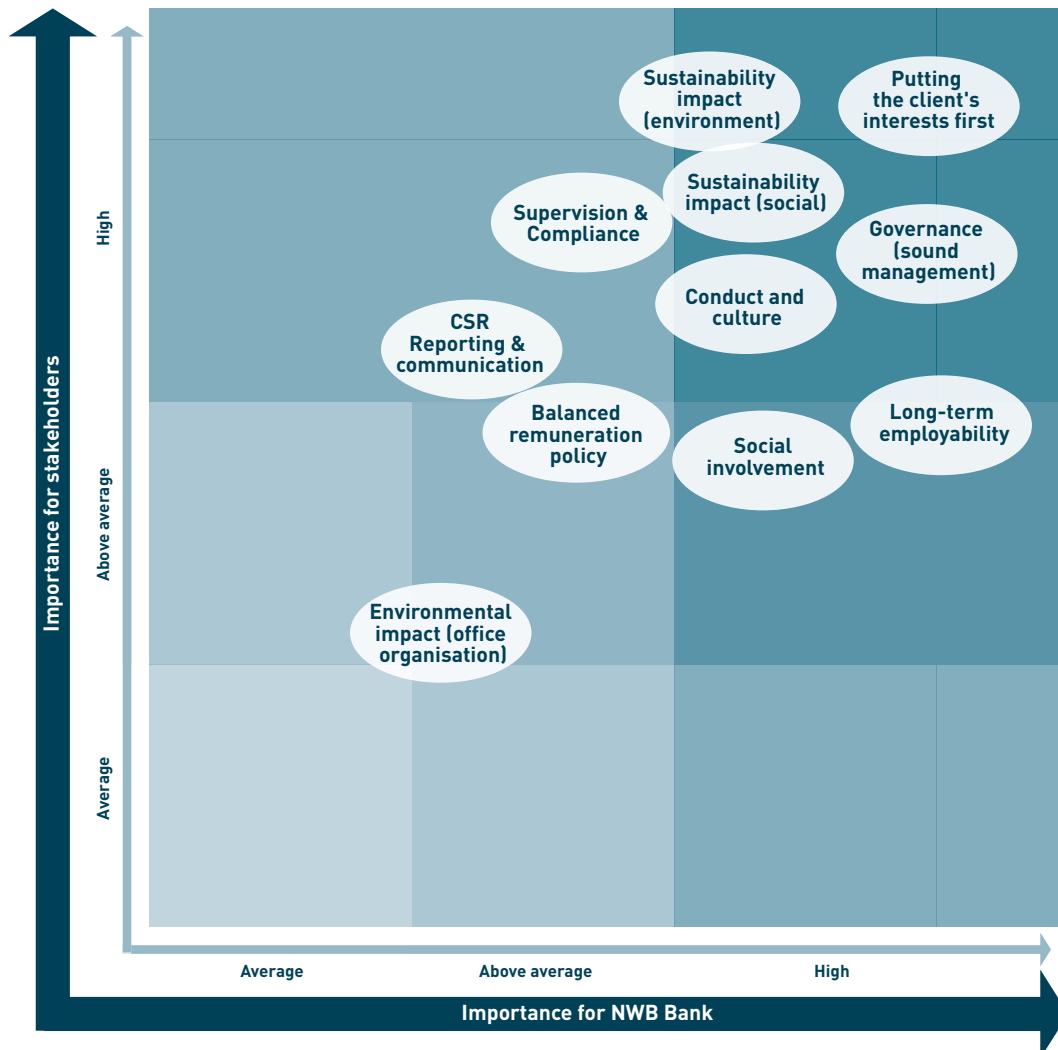 Sustainability
impact
(environment)
Putting
the client's
interests first
Sustainability
impact (social)
Supervision &
Compliance
Governance
(sound
management)
Conduct and
culture
CSR
Reporting &
communication
Balanced
remuneration
policy
Long-term
employability
Social
involvement
Environmental
impact (office
organisation)
Importance for stakeholders
High
Above average
Average
Average
Above average
High
Importance for NWB Bank